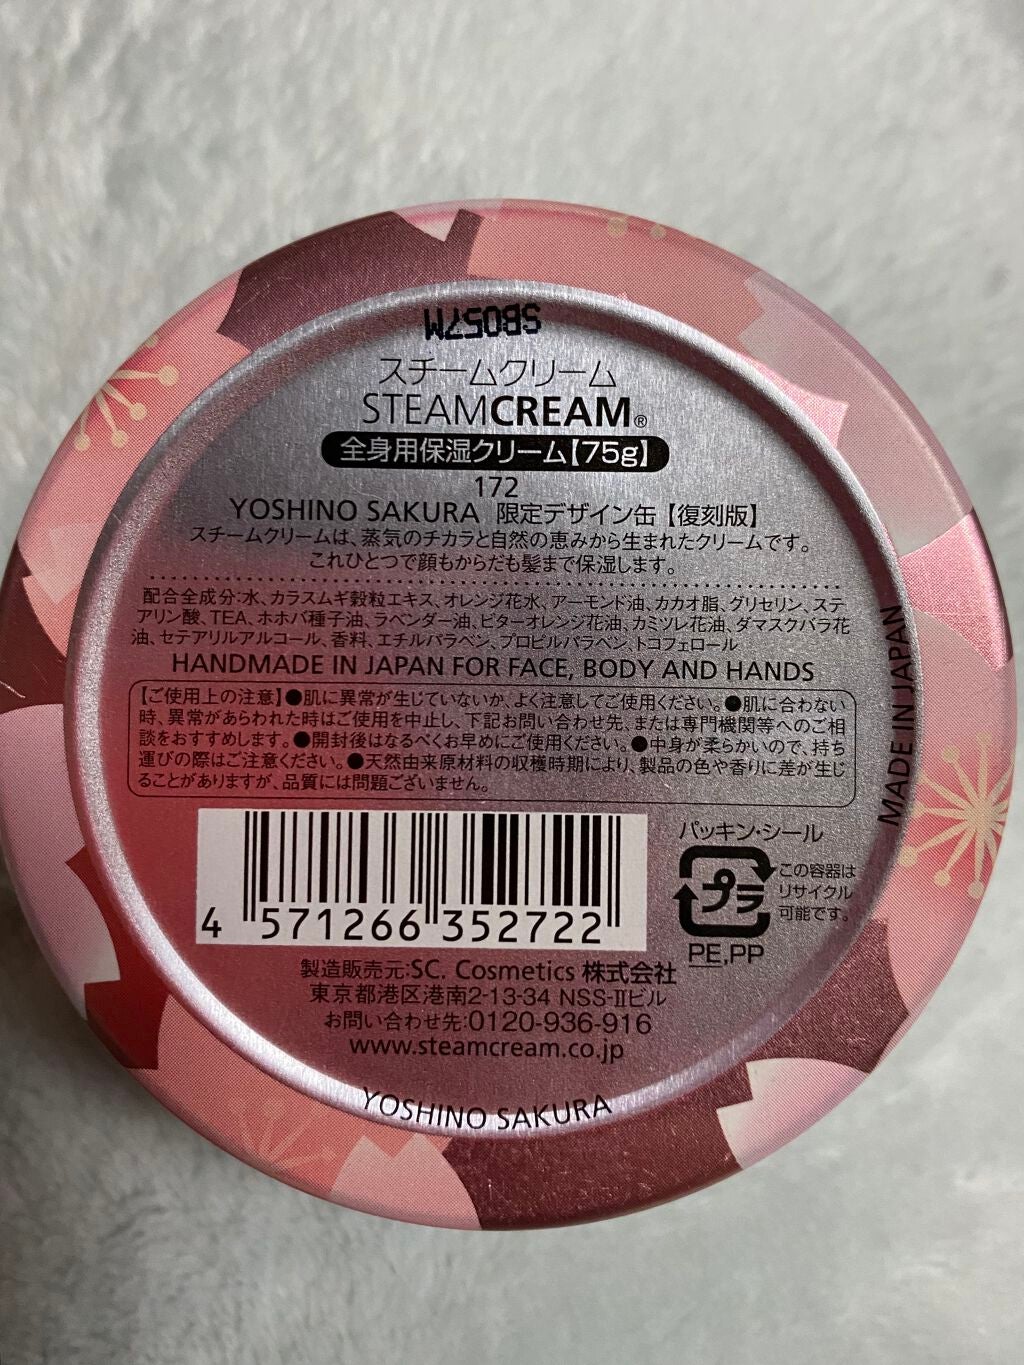 SB057M
スチームクリーム
STEAMCREAM®
全身用保湿クリーム【75g】
172
YOSHINO SAKURA 限定デザイン缶【復刻版】
スチームクリームは、蒸気のチカラと自然の恵みから生まれたクリームです。
これひとつで顔もからだも髪まで保湿します。
配合全成分:水、カラスムギ穀粒エキス、オレンジ花水、アーモンド油、カカオ脂、グリセリン、ステ
アリン酸、TEA、ホホバ種子油、ラベンダー油、ビターオレンジ花油、カミツレ花油、ダマスクバラ花
油、セテアリルアルコール、香料、エチルパラベン、プロピルパラベン、トコフェロール
HANDMADE IN JAPAN FOR FACE, BODY AND HANDS
【ご使用上の注意】●肌に異常が生じていないか、よく注意してご使用ください。●肌に合わない
時、異常があらわれた時はご使用を中止し、下記お問い合わせ先、または専門機関等へのご相
談をおすすめします。●開封後はなるべくお早めにご使用ください。●中身が柔らかいので、持ち
運びの際はご注意ください。●天然由来原材料の収穫時期により、製品の色や香りに差が生じ
ることがありますが、品質には問題ございません。
MADE IN JAPAN
4 571266 352722
パッキン・シール
プラ
この容器は
リサイクル
可能です。
PE,PP
製造販売元:SC. Cosmetics 株式会社
東京都港区港南2-13-34 NSS-Ⅱビル
お問い合わせ先:0120-936-916
www.steamcream.co.jp
YOSHINO SAKURA